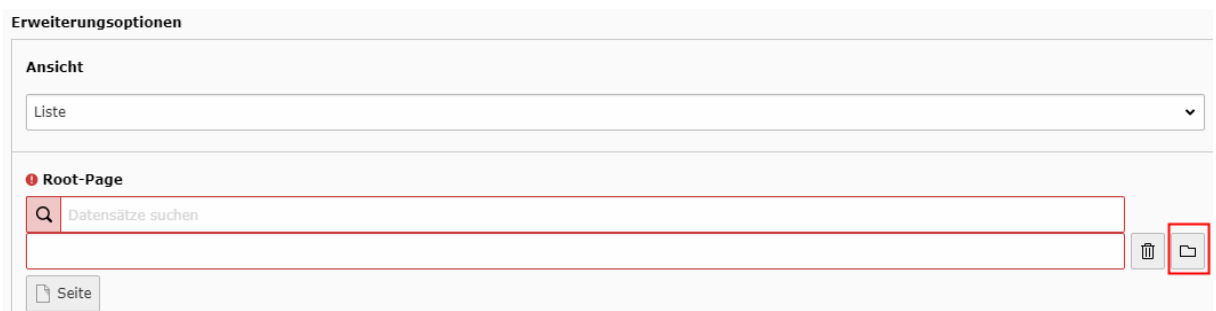 Erweiterungsoptionen
Ansicht
Liste
Root-Page
Datensätze suchen
Seite